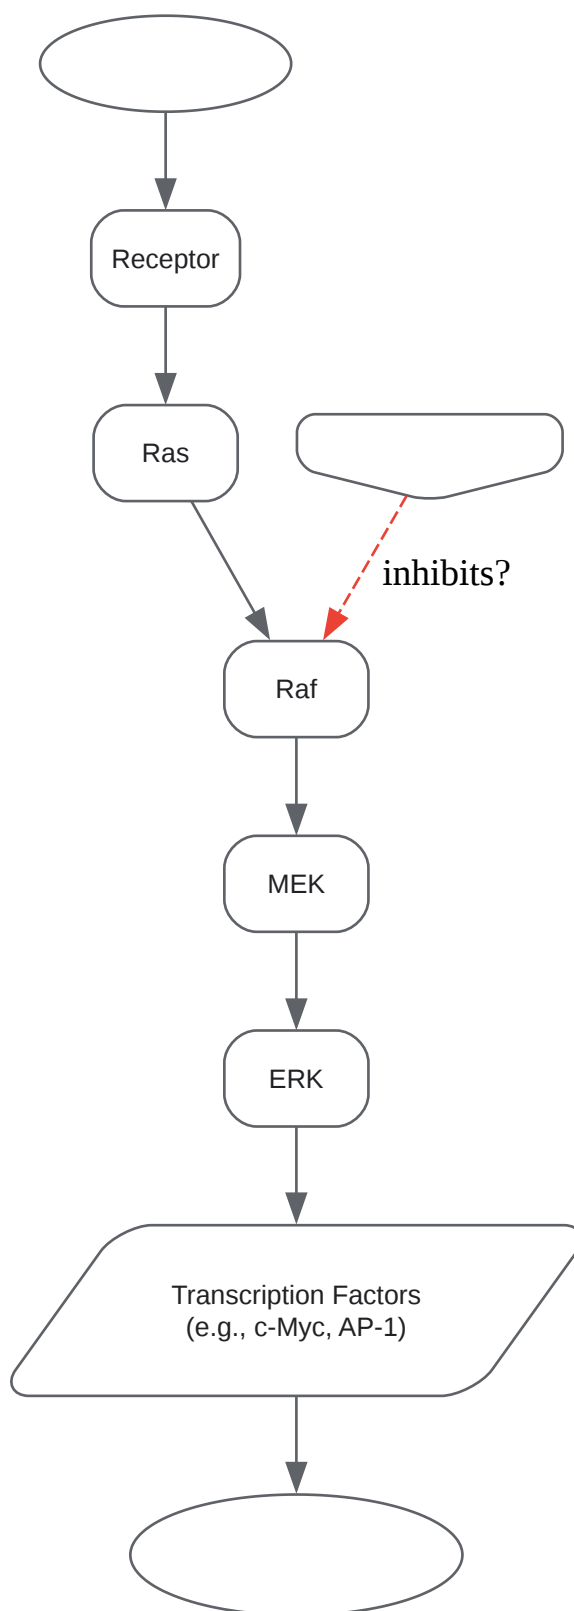 Receptor
Ras
inhibits?
Raf
MEK
ERK
Transcription Factors
(e.g., c-Myc, AP-1)